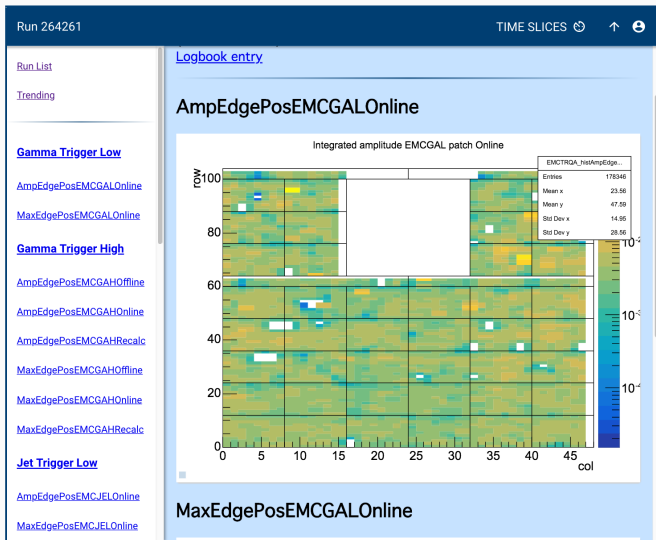 Run 264261
TIME SLICES
Run List
Trending
Gamma Trigger Low
AmpEdgePosEMCGALOnline
MaxEdgePosEMCGALOnline
Gamma Trigger High
AmpEdgePosEMCGAHOffline
AmpEdgePosEMCGAHOnline
AmpEdgePosEMCGAHRecalc
MaxEdgePosEMCGAHOffline
MaxEdgePosEMCGAHOnline
MaxEdgePosEMCGAHRecalc
Jet Trigger Low
AmpEdgePosEMCJELOnline
MaxEdgePosEMCJELOnline
Logbook entry
AmpEdgePosEMCGALOnline
Integrated amplitude EMCGAL patch Online
EMCTRQA_histAmpEdge...
Entries 178346
Mean x 23.56
Mean y 47.59
Std Dev x 14.95
Std Dev y 28.56
row
100
80
60
40
20
0
0 5 10 15 20 25 30 35 40 45
col
10-2
10-3
10-4
MaxEdgePosEMCGALOnline